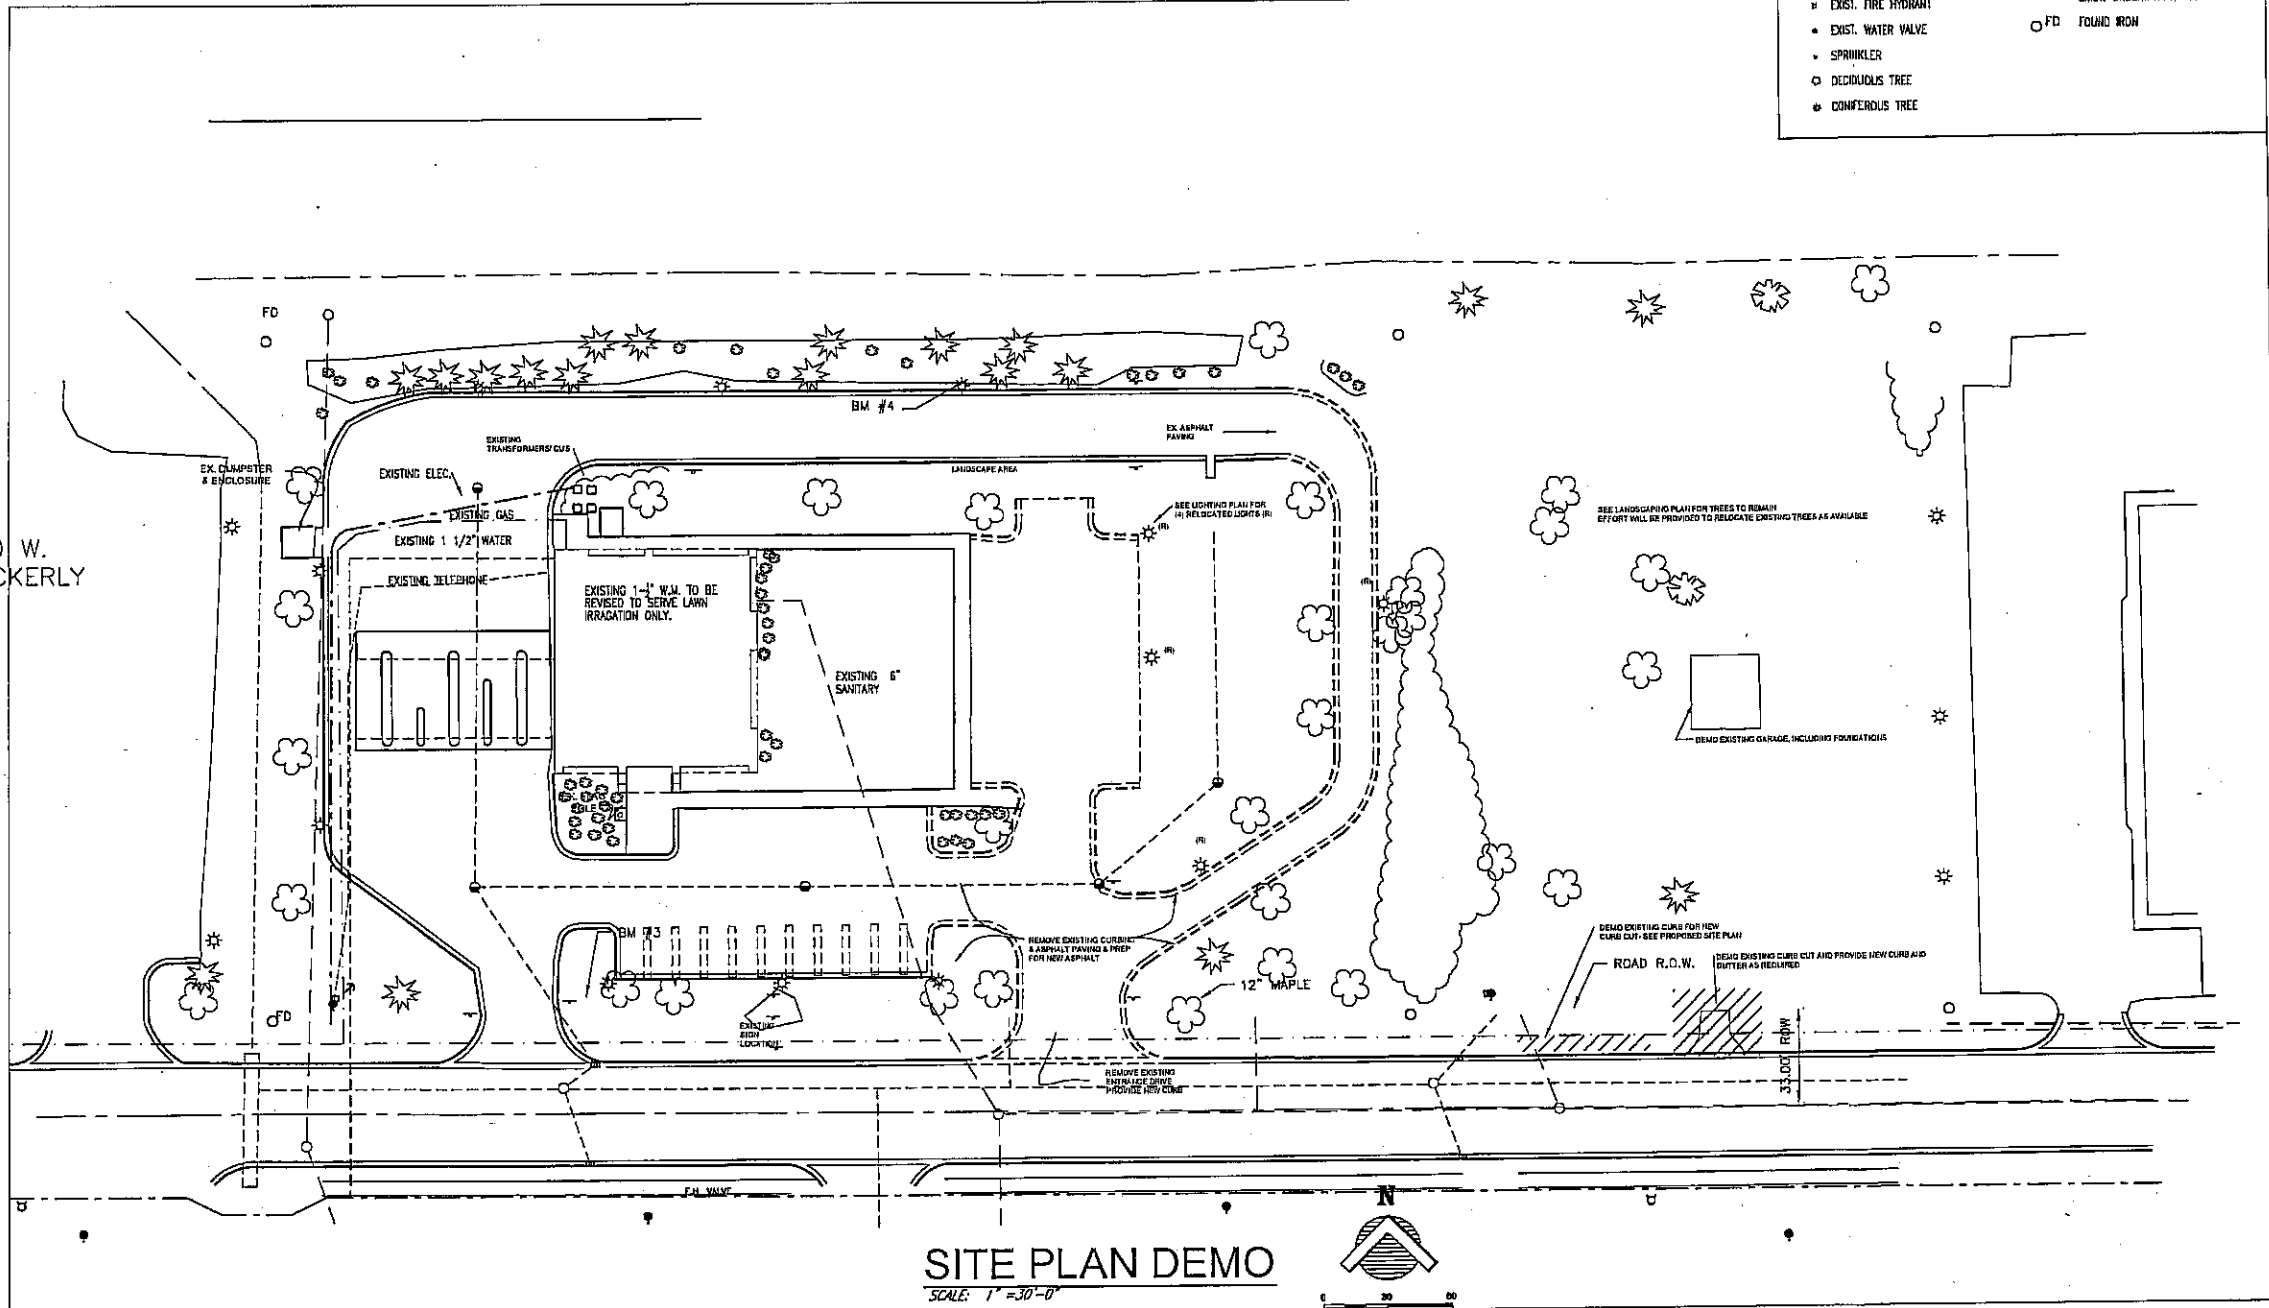 EXIST. FIRE HYDRANT
EXIST. WATER VALVE
SPRINKLER
DECIDUOUS TREE
CONIFEROUS TREE
FD FOUND IRON
FD
BM #4
EX. ASPHALT
PAVING
EXISTING
TRANSFORMERS/CUS
EX. DUMPSTER
& ENCLOSURE
EXISTING ELEC.
LANDSCAPE AREA
EXISTING GAS
SEE LIGHTING PLAN FOR
(4) RELOCATED LIGHTS (R)
(R)
SEE LANDSCAPING PLAN FOR TREES TO REMAIN
EFFORT WILL BE PROVIDED TO RELOCATE EXISTING TREES AS AVAILABLE
EXISTING 1 1/2" WATER
W.
CKERLY
EXISTING TELEPHONE
EXISTING 1-½" W.M. TO BE
REVISED TO SERVE LAWN
IRRAGATION ONLY.
(R)
(R)
EXISTING 6"
SANITARY
DEMO EXISTING GARAGE, INCLUDING FOUNDATIONS
(R)
BM #3
REMOVE EXISTING CURBING
& ASPHALT PAVING & PREP
FOR NEW ASPHALT
DEMO EXISTING CURB FOR NEW
CURB CUT- SEE PROPOSED SITE PLAN
ROAD R.O.W.
DEMO EXISTING CURB CUT AND PROVIDE NEW CURB AND
GUTTER AS REQUIRED
12" MAPLE
FD
EXISTING
SIGN
LOCATION
33.00' ROW
REMOVE EXISTING
ENTRANCE DRIVE
PROVIDE NEW CURB
F.H. VALVE
N
SITE PLAN DEMO
SCALE: 1" =30'-0"
0 30 60